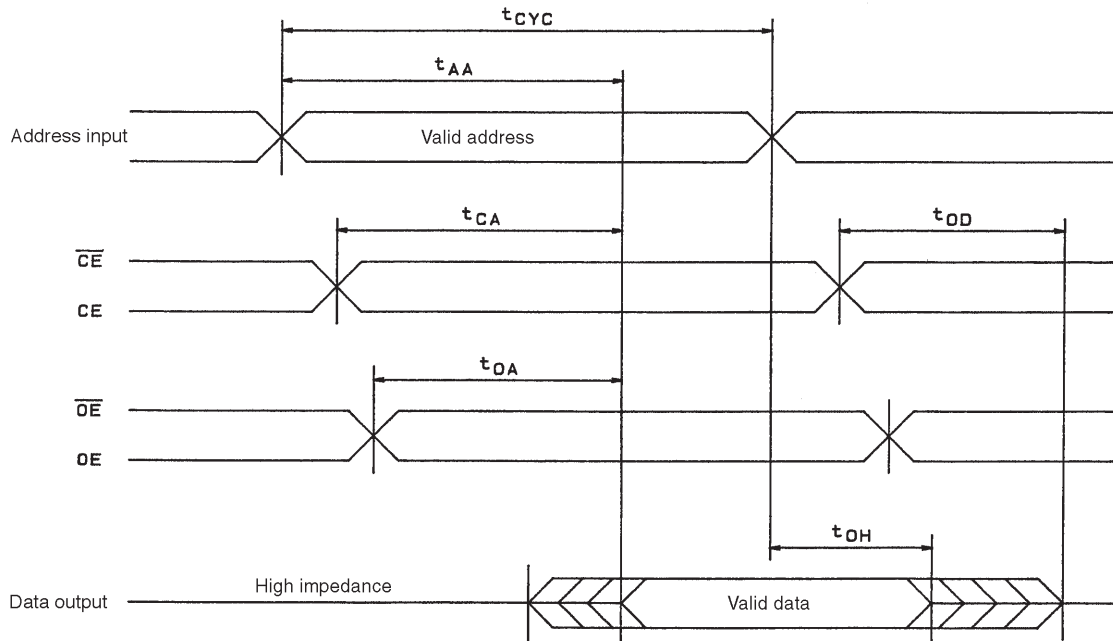 tCYC
tAA
Address input
Valid address
tCA
tOD
CE
CE
tOA
OE
OE
tOH
High impedance
Data output
Valid data